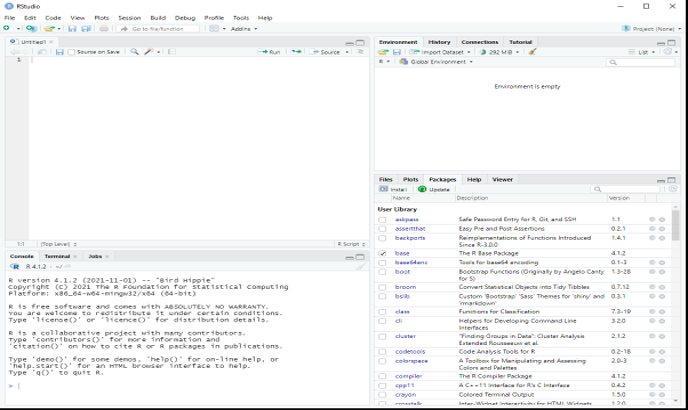 RStudio
File Edit Code View Plots Session Build Debug Profile Tools Help
Go to file/function
Addins
Project: (None)
Untitled1
Source on Save
Run
Source
1
1:1 (Top Level)
R Script
Console Terminal Jobs
R 4.1.2 · ~/
R version 4.1.2 (2021-11-01) -- "Bird Hippie"
Copyright (C) 2021 The R Foundation for Statistical Computing
Platform: x86_64-w64-mingw32/x64 (64-bit)
R is free software and comes with ABSOLUTELY NO WARRANTY.
You are welcome to redistribute it under certain conditions.
Type 'license()' or 'licence()' for distribution details.
R is a collaborative project with many contributors.
Type 'contributors()' for more information and
'citation()' on how to cite R or R packages in publications.
Type 'demo()' for some demos, 'help()' for on-line help, or
'help.start()' for an HTML browser interface to help.
Type 'q()' to quit R.
>
Environment History Connections Tutorial
Import Dataset
292 MiB
List
R
Global Environment
Environment is empty
Files Plots Packages Help Viewer
Install
Update
Name Description Version
User Library
askpass Safe Password Entry for R, Git, and SSH 1.1
assertthat Easy Pre and Post Assertions 0.2.1
backports Reimplementations of Functions Introduced 1.4.1
Since R-3.0.0
base The R Base Package 4.1.2
base64enc Tools for base64 encoding 0.1-3
boot Bootstrap Functions (Originally by Angelo Canty 1.3-28
for S)
broom Convert Statistical Objects into Tidy Tibbles 0.7.12
bslib Custom 'Bootstrap' 'Sass' Themes for 'shiny' and 0.3.1
'rmarkdown'
class Functions for Classification 7.3-19
cli Helpers for Developing Command Line 3.2.0
Interfaces
cluster "Finding Groups in Data": Cluster Analysis 2.1.2
Extended Rousseeuw et al.
codetools Code Analysis Tools for R 0.2-18
colorspace A Toolbox for Manipulating and Assessing 2.0-3
Colors and Palettes
compiler The R Compiler Package 4.1.2
cpp11 A C++11 Interface for R's C Interface 0.4.2
crayon Colored Terminal Output 1.5.0
crosstalk Inter-Widget Interactivity for HTML Widgets 1.2.0